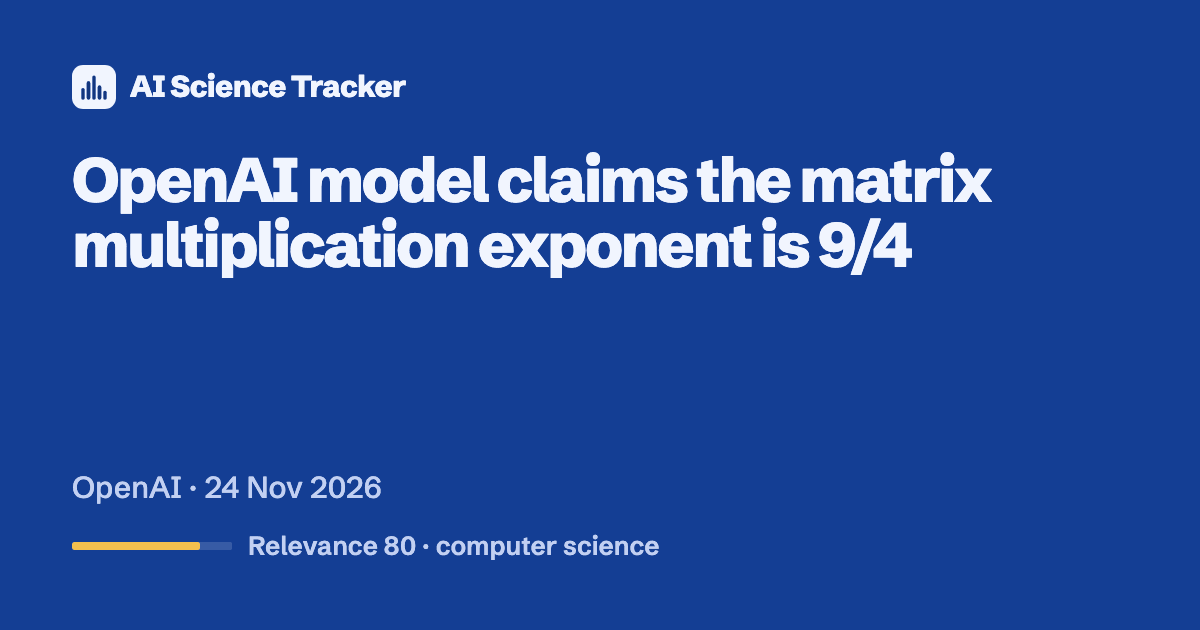 AI Science Tracker
OpenAI model claims the matrix
multiplication exponent is 9/4
OpenAI · 24 Nov 2026
Relevance 80 · computer science